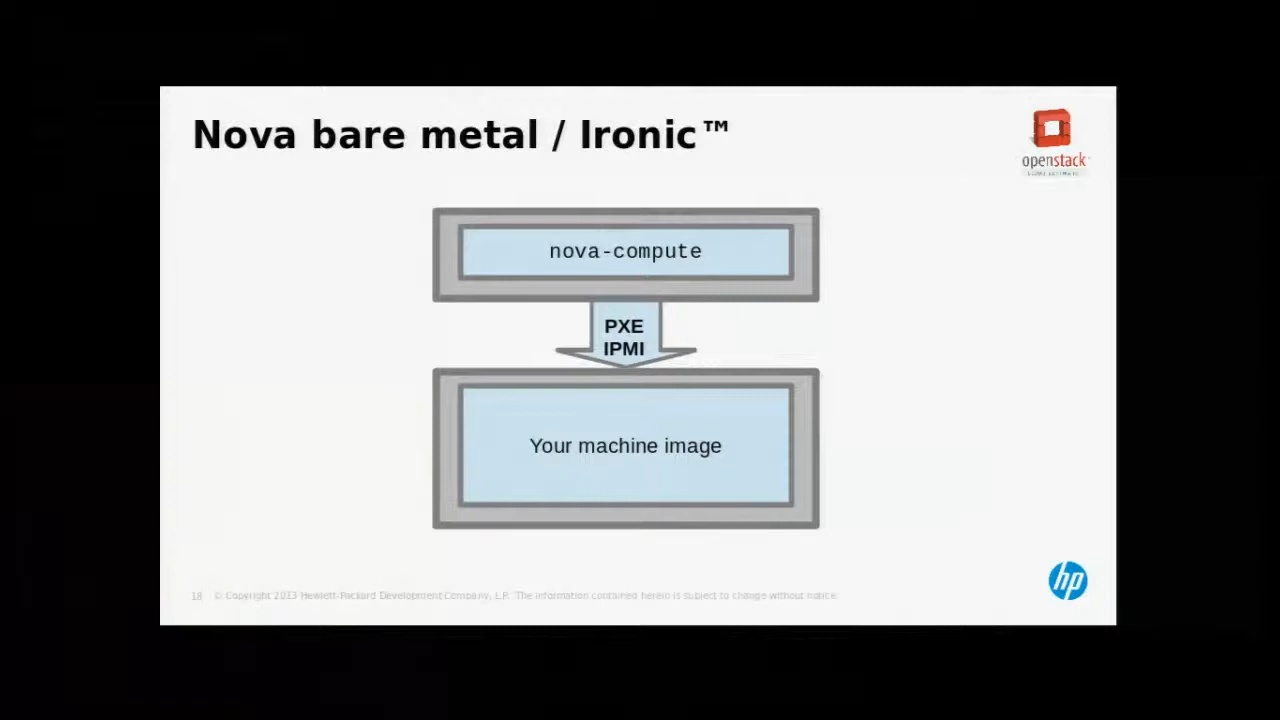 Nova bare metal / Ironic™
openstack
nova-compute
PXE
IPMI
Your machine image
hp
18 © Copyright 2013 Hewlett-Packard Development Company, L.P. The information contained herein is subject to change without notice.